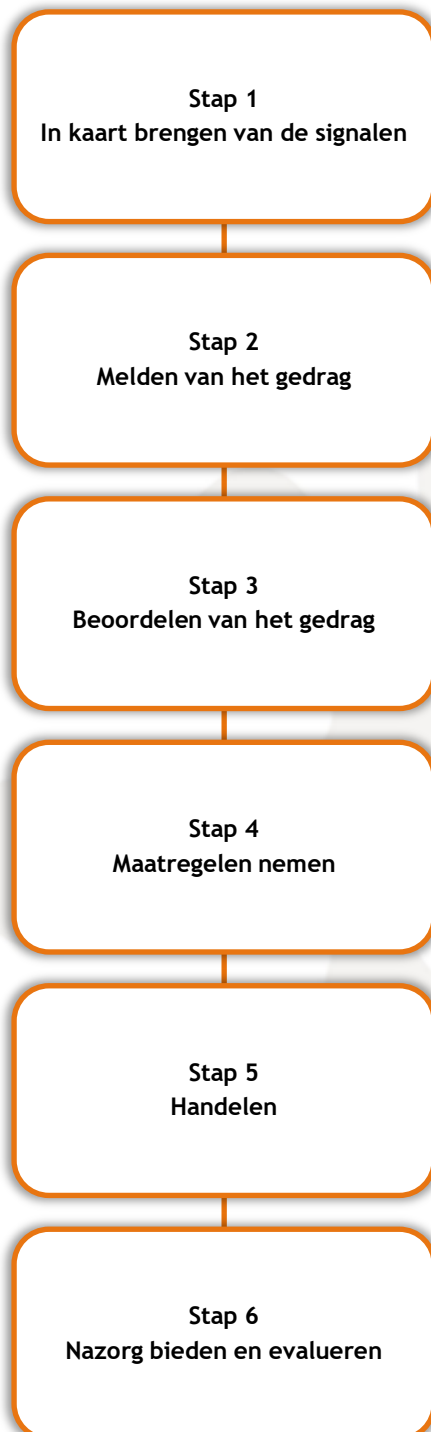 Stap 1
In kaart brengen van de signalen
Stap 2
Melden van het gedrag
Stap 3
Beoordelen van het gedrag
Stap 4
Maatregelen nemen
Stap 5
Handelen
Stap 6
Nazorg bieden en evalueren